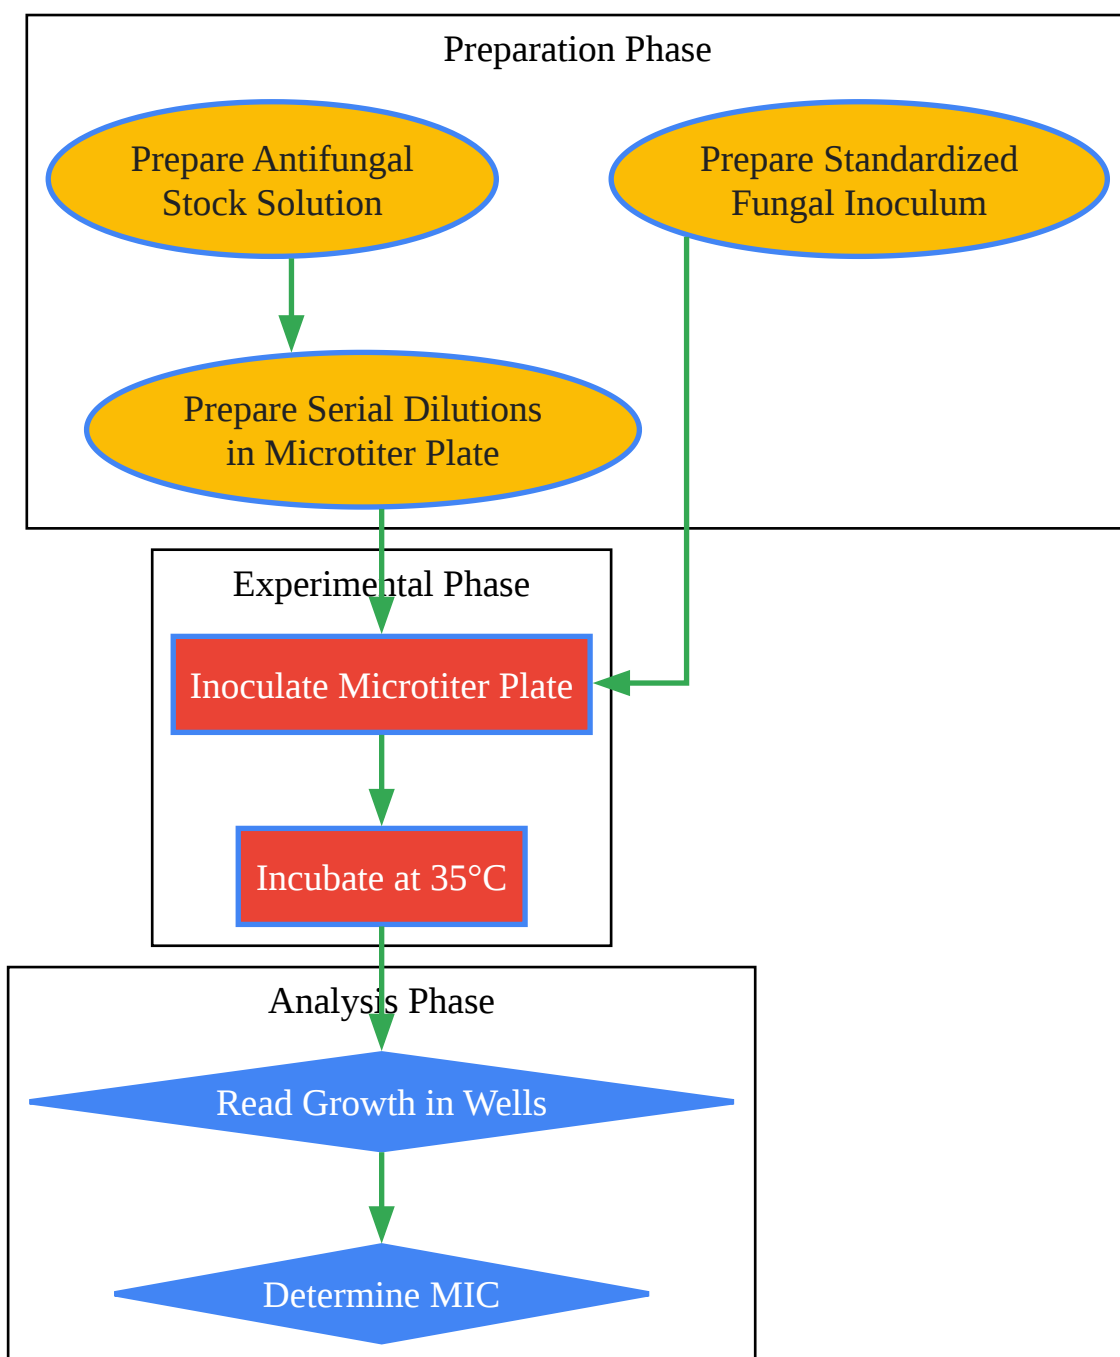 Preparation Phase
Prepare Antifungal
Stock Solution
Prepare Standardized
Fungal Inoculum
Prepare Serial Dilutions
in Microtiter Plate
Experimental Phase
Inoculate Microtiter Plate
Incubate at 35°C
Analysis Phase
Read Growth in Wells
Determine MIC